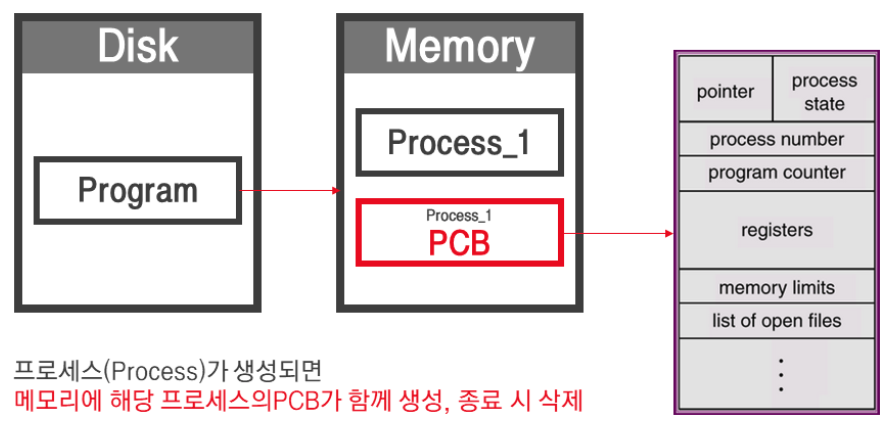 Disk
Program
Memory
Process_1
Process_1
PCB
pointer
process
state
process number
program counter
registers
memory limits
list of open files
프로세스(Process)가 생성되면
메모리에 해당 프로세스의PCB가 함께 생성, 종료 시 삭제